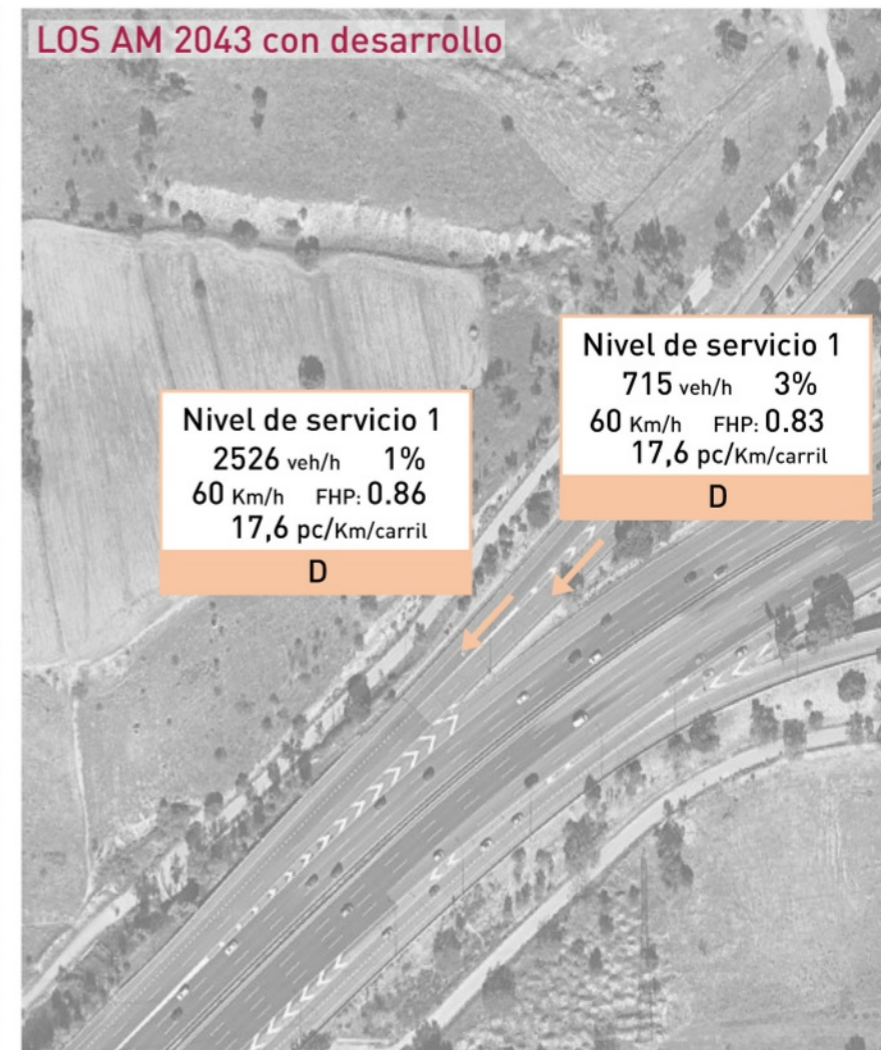 LOS AM 2043 con desarrollo
Nivel de servicio 1
715 veh/h 3%
60 Km/h FHP: 0.83
17,6 pc/Km/carril
D
Nivel de servicio 1
2526 veh/h 1%
60 Km/h FHP: 0.86
17,6 pc/Km/carril
D